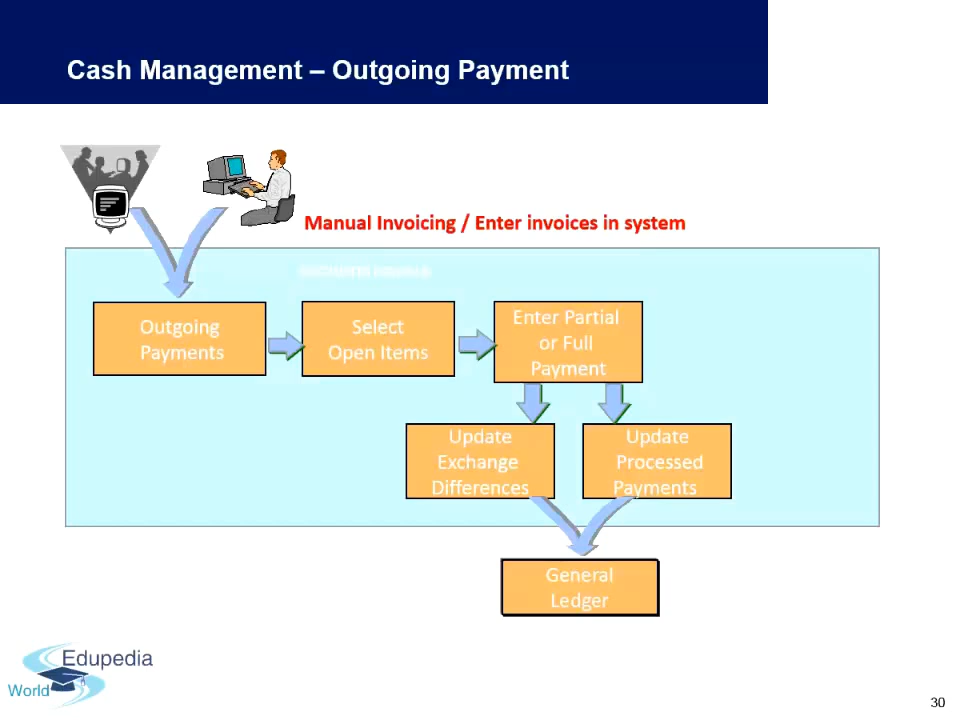 Cash Management – Outgoing Payment
Manual Invoicing / Enter invoices in system
Outgoing
Payments
Select
Open Items
Enter Partial
or Full
Payment
Update
Exchange
Differences
Update
Processed
Payments
General
Ledger
Edupedia
World
30